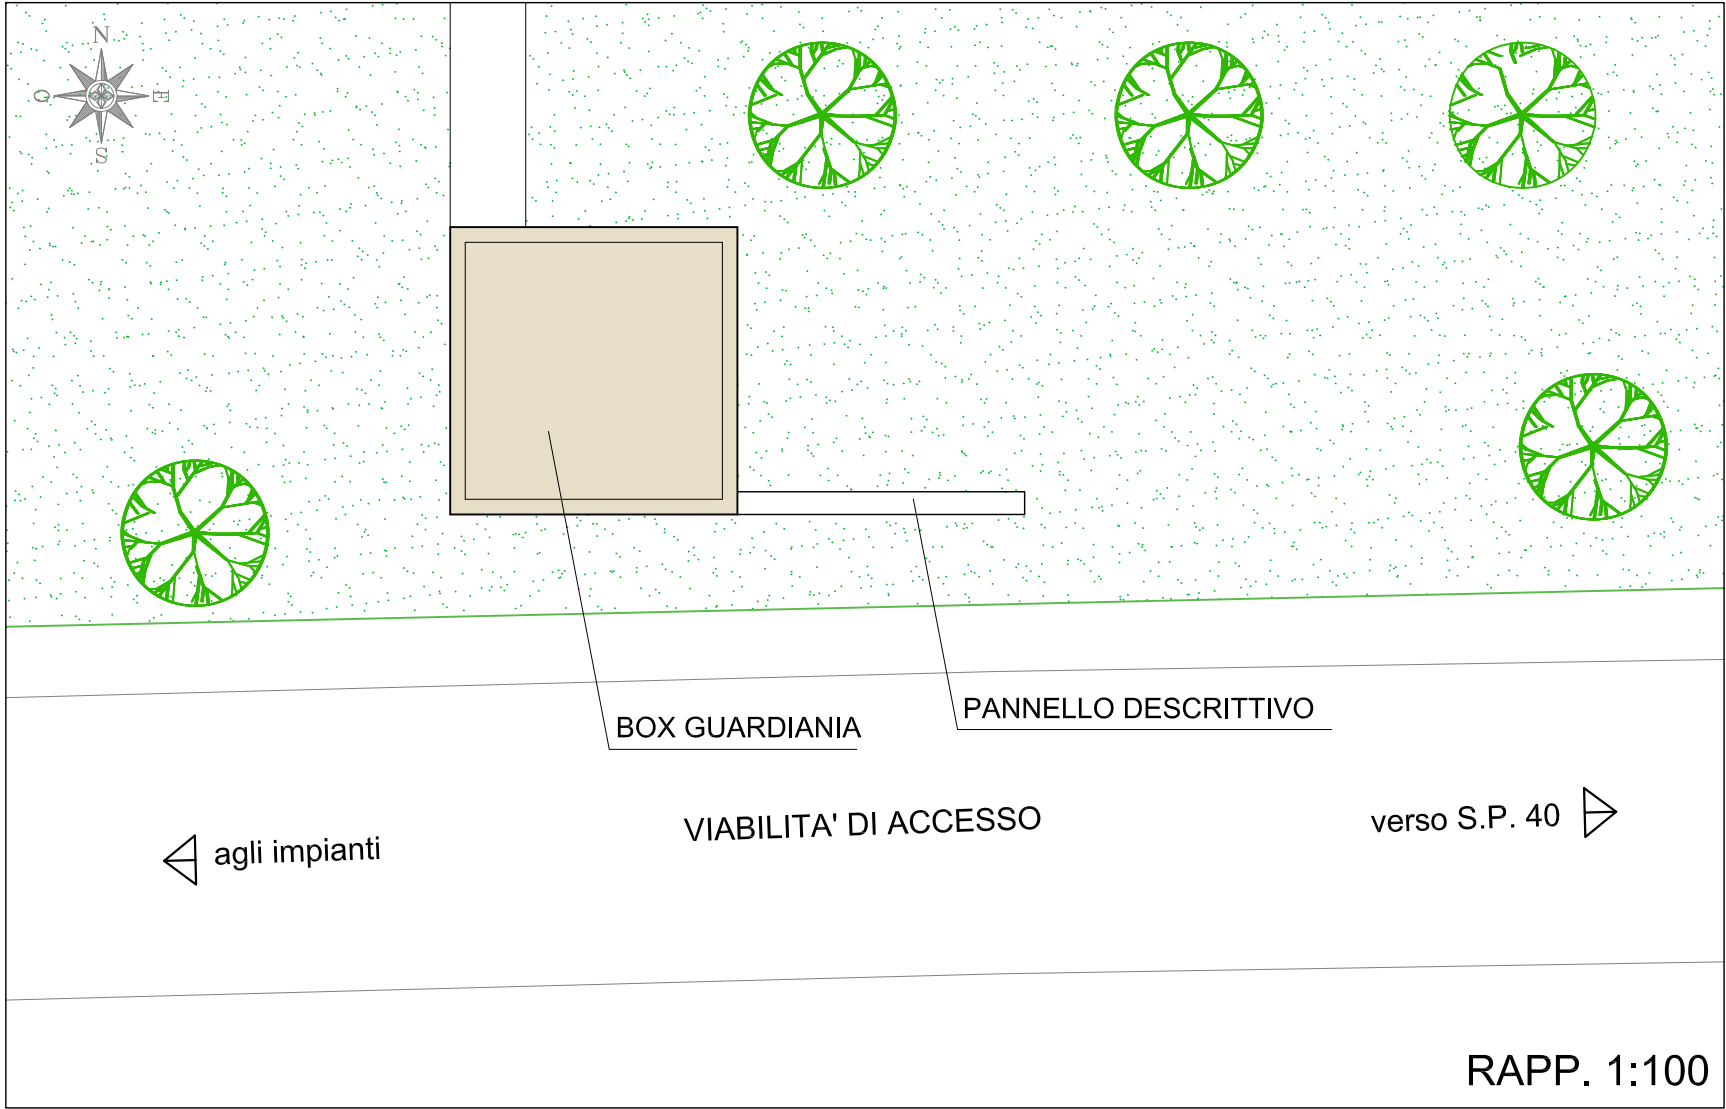 N
O E
S
BOX GUARDIANIA
PANNELLO DESCRITTIVO
VIABILITA' DI ACCESSO
verso S.P. 40
agli impianti
RAPP. 1:100